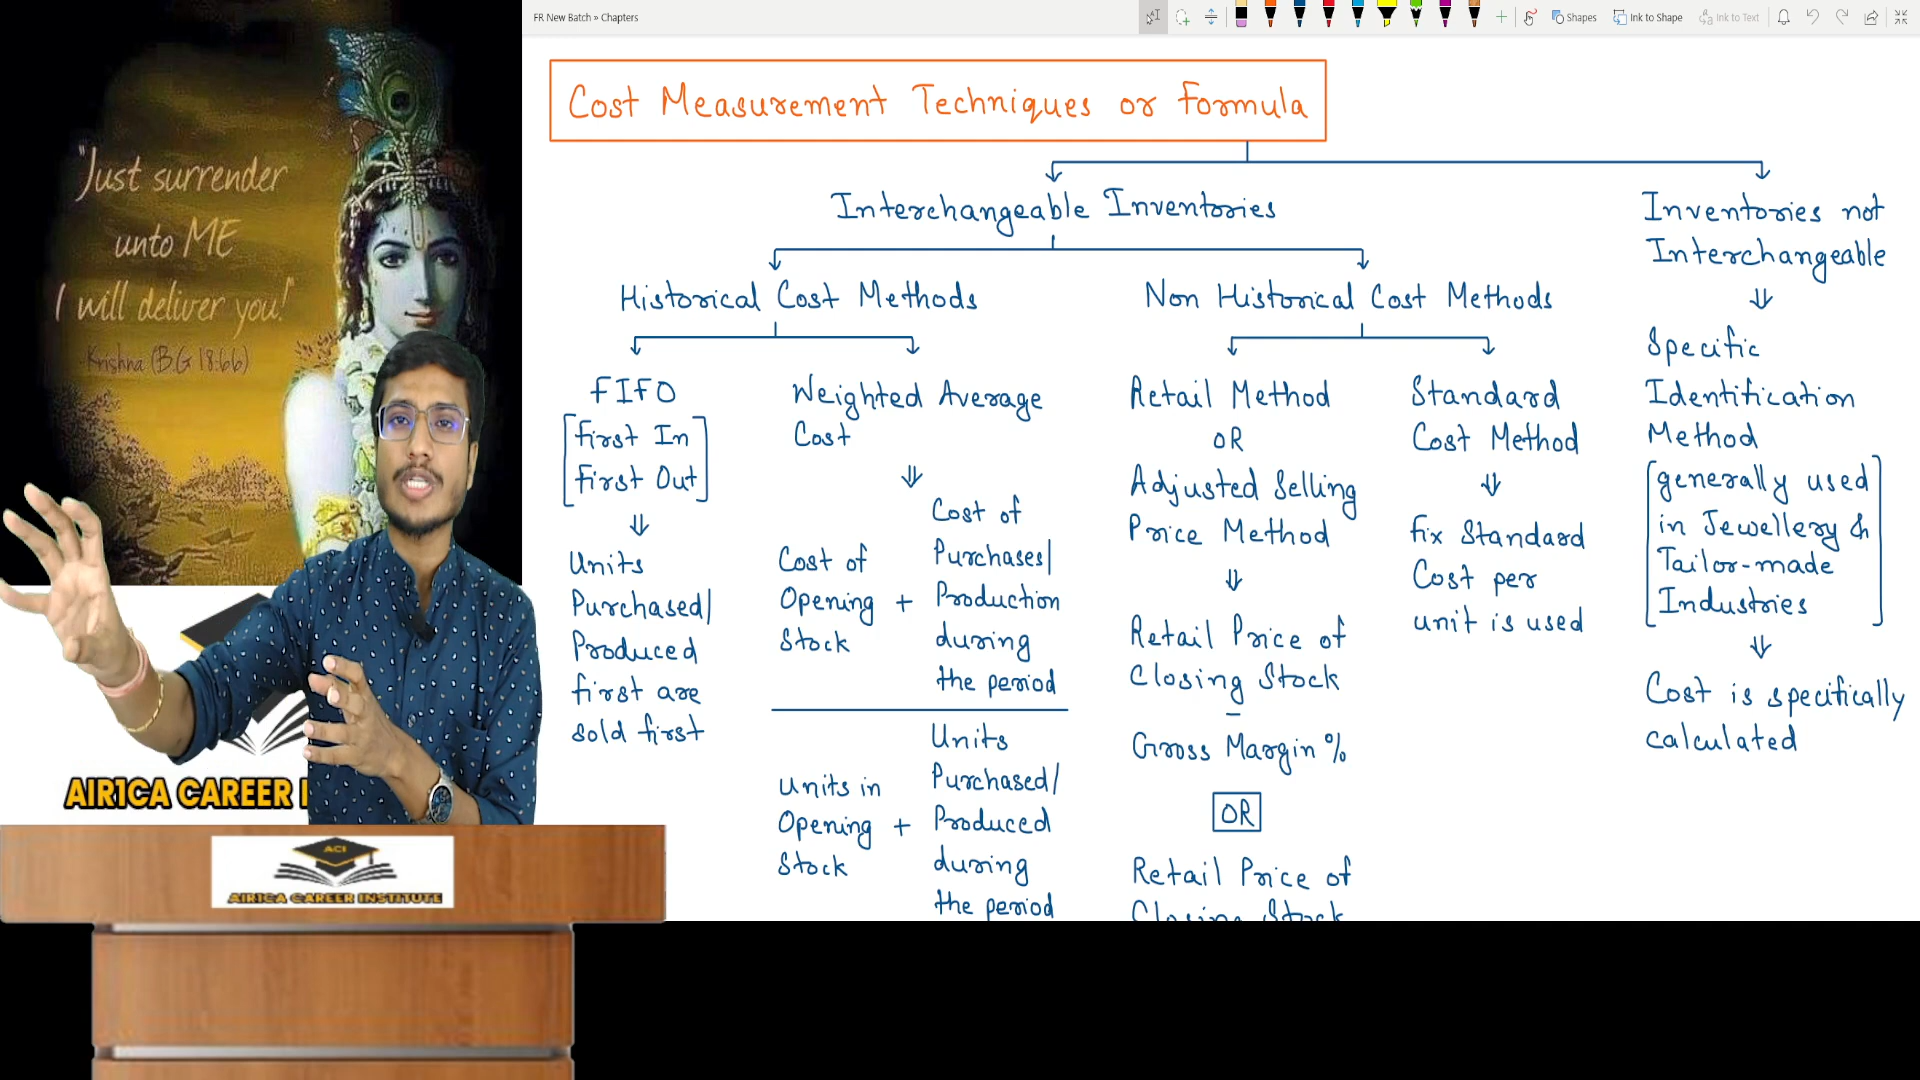 FR New Batch » Chapters
Shapes
Ink to Shape
Ink to Text
"Just surrender
unto ME
I will deliver you!"
Krishna (B.G 18.66)
AIR1CA CAREER I
ACI
AIR1CA CAREER INSTITUTE
Cost Measurement Techniques or Formula
Interchangeable Inventories
Inventories not
Interchangeable
⇓
Specific
Identification
Method
[generally used
in Jewellery &
Tailor-made
Industries]
⇓
Cost is specifically
calculated
Historical Cost Methods
Non Historical Cost Methods
FIFO
[First In
First Out]
⇓
Units
Purchased/
Produced
first are
sold first
Weighted Average
Cost
⇓
Cost of
Opening
Stock
+
Cost of
Purchases/
Production
during
the period
Units in
Opening
Stock
+
Units
Purchased/
Produced
during
the period
Retail Method
OR
Adjusted Selling
Price Method
⇓
Retail Price of
Closing Stock
–
Gross Margin %
OR
Retail Price of
Closing Stock
Standard
Cost Method
⇓
Fix Standard
Cost per
unit is used